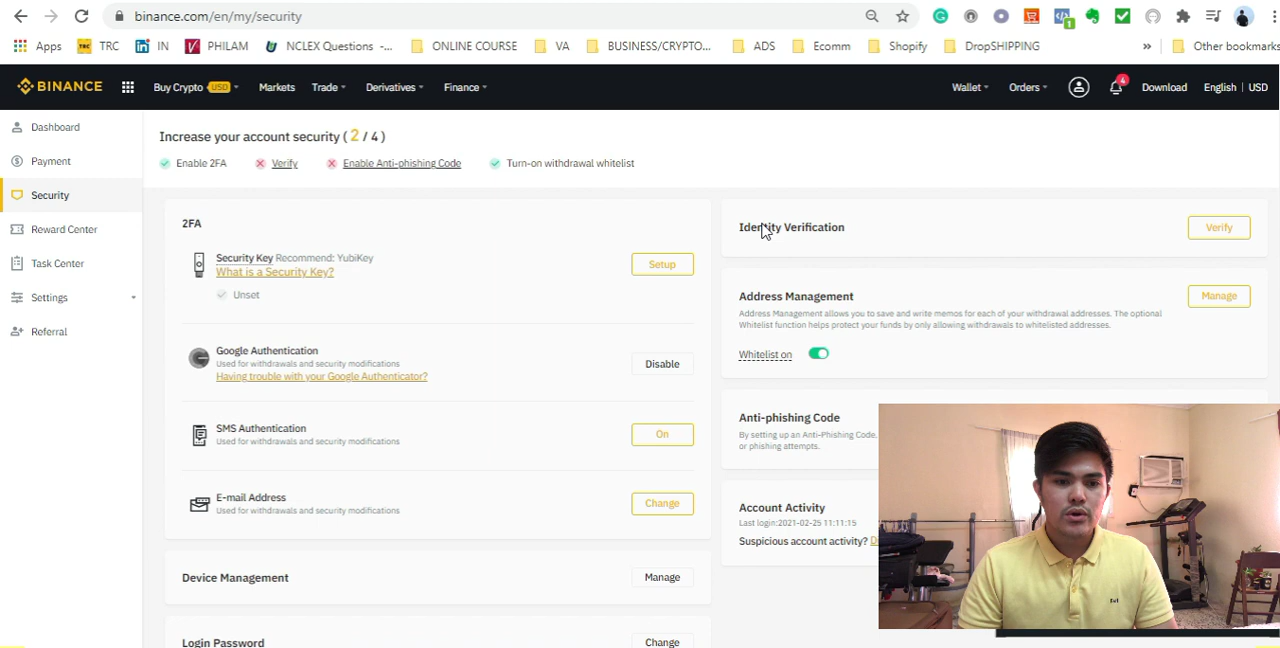 binance.com/en/my/security
1
Apps TRC TRC IN PHILAM NCLEX Questions -... ONLINE COURSE VA BUSINESS/CRYPTO... ADS Ecomm Shopify DropSHIPPING » Other bookmarks
BINANCE Buy Crypto USD Markets Trade Derivatives Finance Wallet Orders 4 Download English | USD
Dashboard
Payment
Security
Reward Center
Task Center
Settings
Referral
Increase your account security ( 2 / 4 )
Enable 2FA Verify Enable Anti-phishing Code Turn-on withdrawal whitelist
2FA
Security Key Recommend: YubiKey
What is a Security Key?
Setup
Unset
Google Authentication
Used for withdrawals and security modifications
Having trouble with your Google Authenticator?
Disable
SMS Authentication
Used for withdrawals and security modifications
On
E-mail Address
Used for withdrawals and security modifications
Change
Device Management
Manage
Login Password
Change
Identity Verification
Verify
Address Management
Manage
Address Management allows you to save and write memos for each of your withdrawal addresses. The optional
Whitelist function helps protect your funds by only allowing withdrawals to whitelisted addresses.
Whitelist on
Anti-phishing Code
By setting up an Anti-Phishing Code,
or phishing attempts.
Account Activity
Last login:2021-02-25 11:11:15
Suspicious account activity?